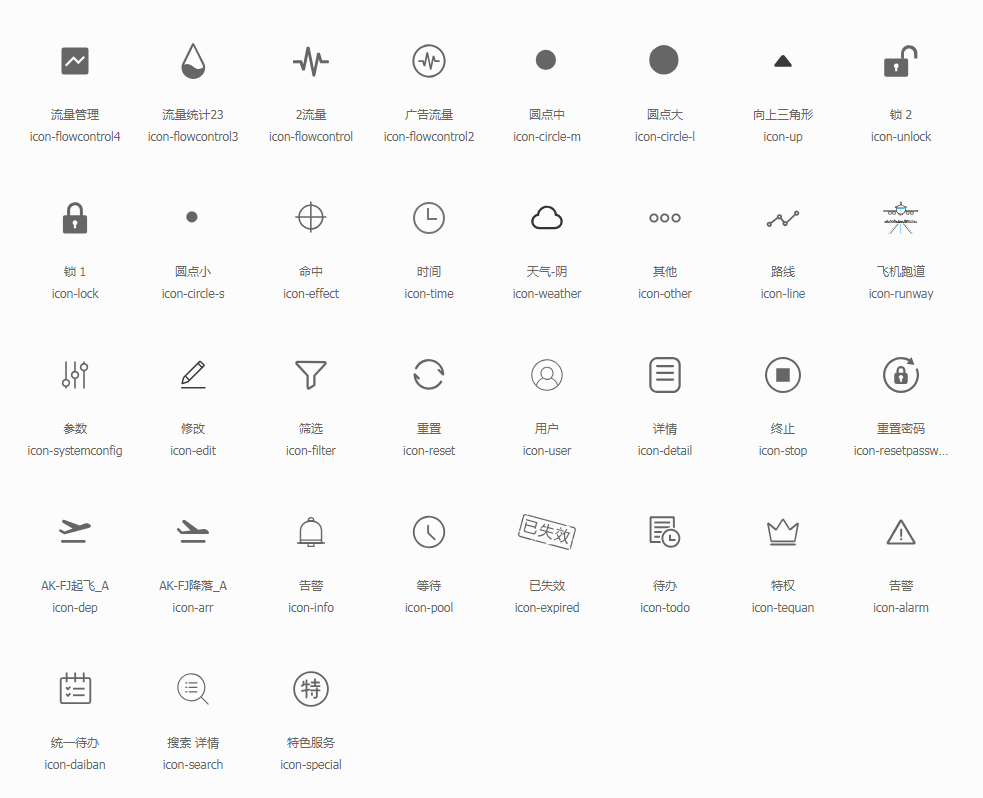 流量管理 流量统计23 2流量 广告流量 圆点中 圆点大 向上三角形 锁 2
icon-flowcontrol4 icon-flowcontrol3 icon-flowcontrol icon-flowcontrol2 icon-circle-m icon-circle-l icon-up icon-unlock
锁 1 圆点小 命中 时间 天气-阴 其他 路线 飞机跑道
icon-lock icon-circle-s icon-effect icon-time icon-weather icon-other icon-line icon-runway
参数 修改 筛选 重置 用户 详情 终止 重置密码
icon-systemconfig icon-edit icon-filter icon-reset icon-user icon-detail icon-stop icon-resetpassw...
已失效
AK-FJ起飞_A AK-FJ降落_A 告警 等待 已失效 待办 特权 告警
icon-dep icon-arr icon-info icon-pool icon-expired icon-todo icon-tequan icon-alarm
特
统一待办 搜索 详情 特色服务
icon-daiban icon-search icon-special